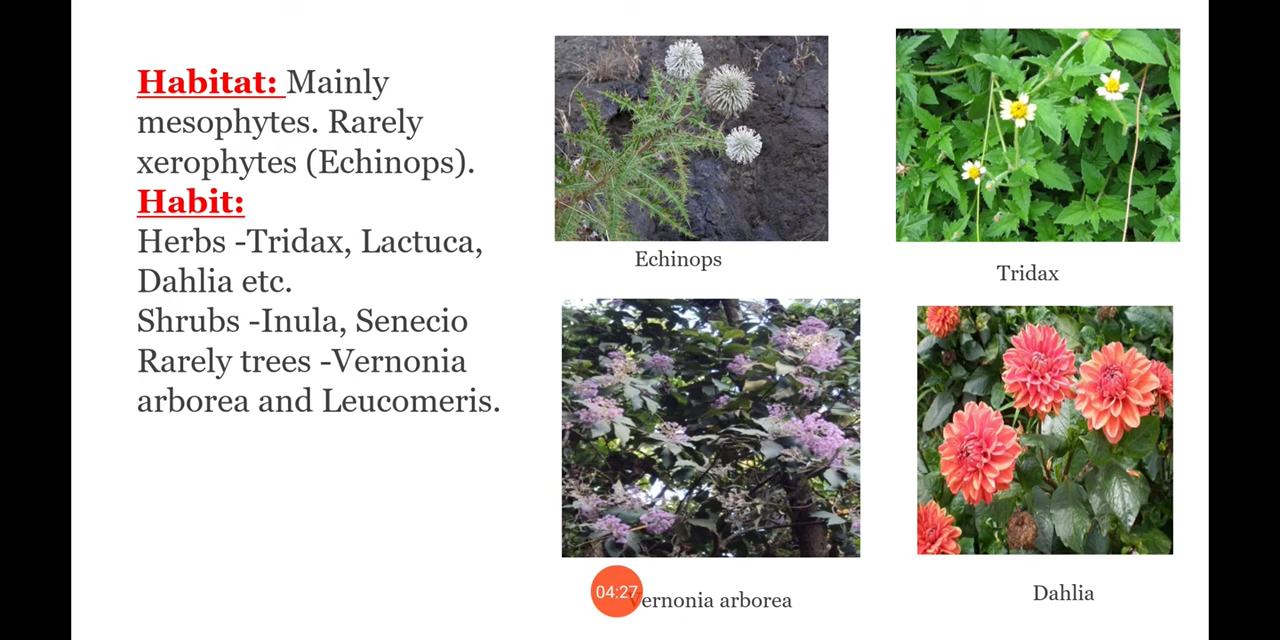 Habitat: Mainly
mesophytes. Rarely
xerophytes (Echinops).
Habit:
Herbs -Tridax, Lactuca,
Dahlia etc.
Shrubs -Inula, Senecio
Rarely trees -Vernonia
arborea and Leucomeris.
Echinops
Tridax
04:27
Vernonia arborea
Dahlia